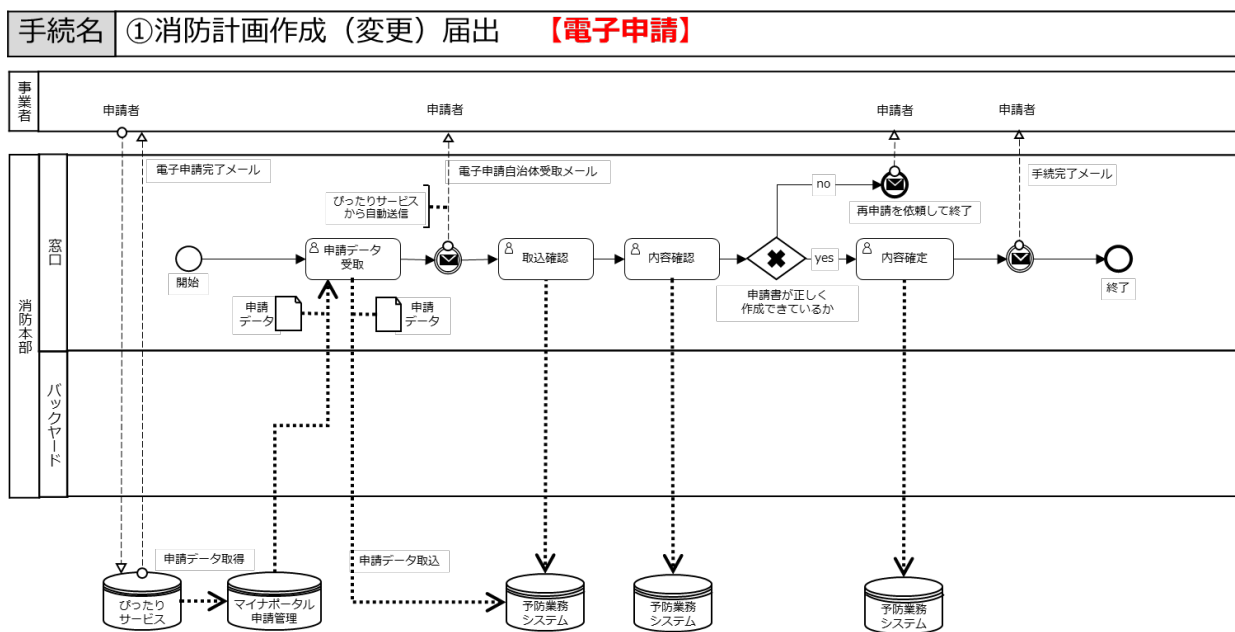 手続名
①消防計画作成（変更）届出　【電子申請】
事業者
申請者
申請者
申請者
申請者
消防本部
窓口
電子申請完了メール
電子申請自治体受取メール
手続完了メール
ぴったりサービス
から自動送信
no
再申請を依頼して終了
開始
申請データ
受取
取込確認
内容確認
yes
内容確定
終了
申請書が正しく
作成できているか
申請
データ
申請
データ
バックヤード
申請データ取得
申請データ取込
ぴったり
サービス
マイナポータル
申請管理
予防業務
システム
予防業務
システム
予防業務
システム